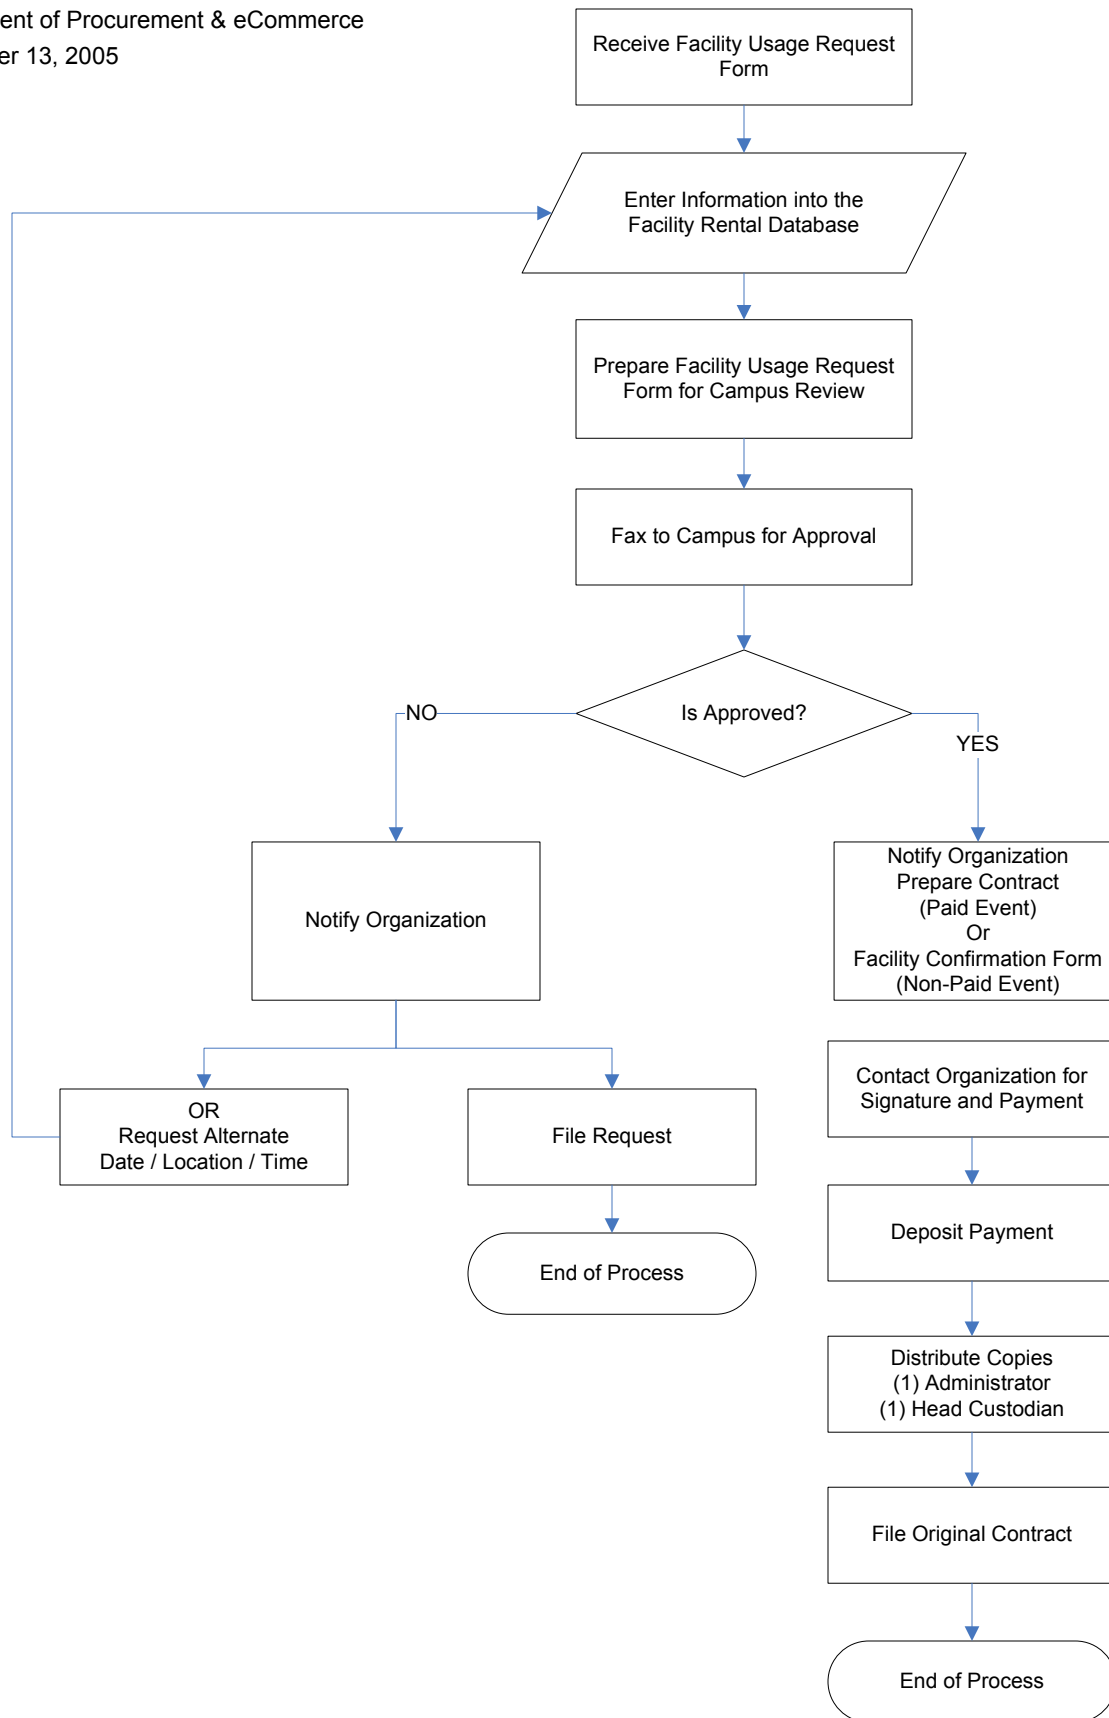 ent of Procurement & eCommerce
er 13, 2005
Receive Facility Usage Request
Form
Enter Information into the
Facility Rental Database
Prepare Facility Usage Request
Form for Campus Review
Fax to Campus for Approval
Is Approved?
NO
YES
Notify Organization
Notify Organization
Prepare Contract
(Paid Event)
Or
Facility Confirmation Form
(Non-Paid Event)
OR
Request Alternate
Date / Location / Time
File Request
End of Process
Contact Organization for
Signature and Payment
Deposit Payment
Distribute Copies
(1) Administrator
(1) Head Custodian
File Original Contract
End of Process